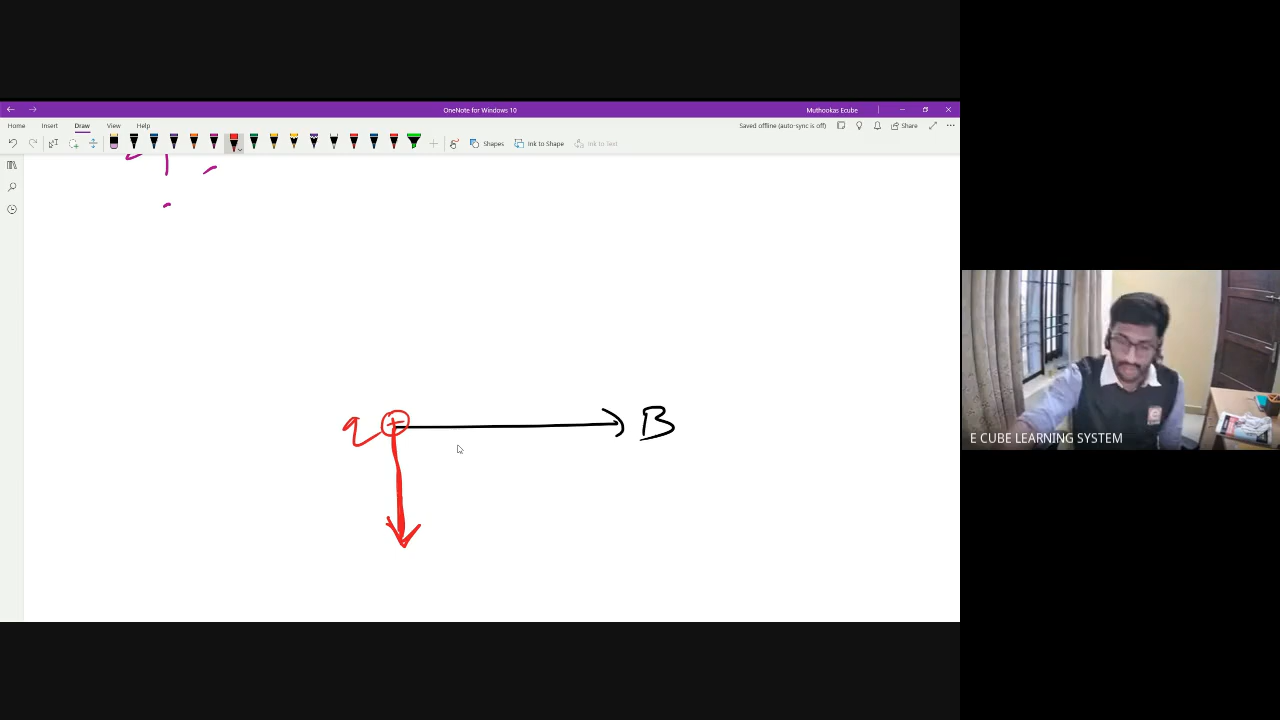 OneNote for Windows 10
Muthookas Ecube
Home Insert Draw View Help
Saved offline (auto-sync is off) Share
Shapes Ink to Shape Ink to Text
q + B
E CUBE LEARNING SYSTEM